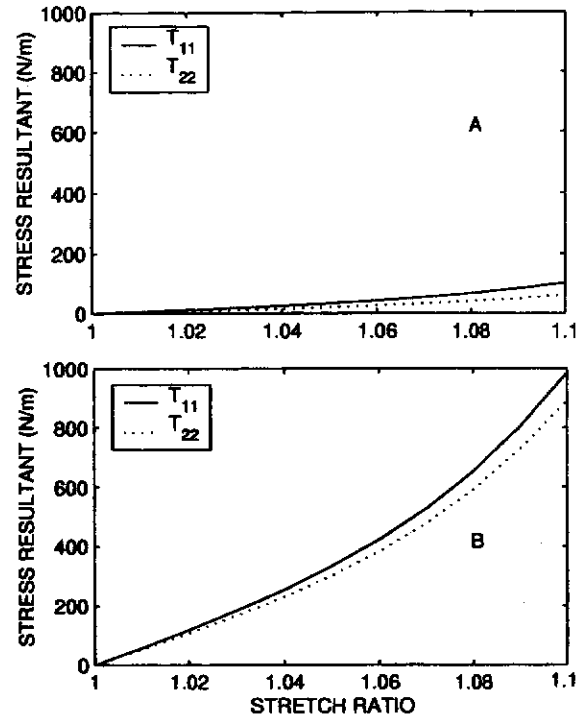 1000
800
600
400
200
0
STRESS RESULTANT (N/m)
T11
T22
A
1 1.02 1.04 1.06 1.08 1.1
1000
800
600
400
200
0
STRESS RESULTANT (N/m)
T11
T22
B
1 1.02 1.04 1.06 1.08 1.1
STRETCH RATIO